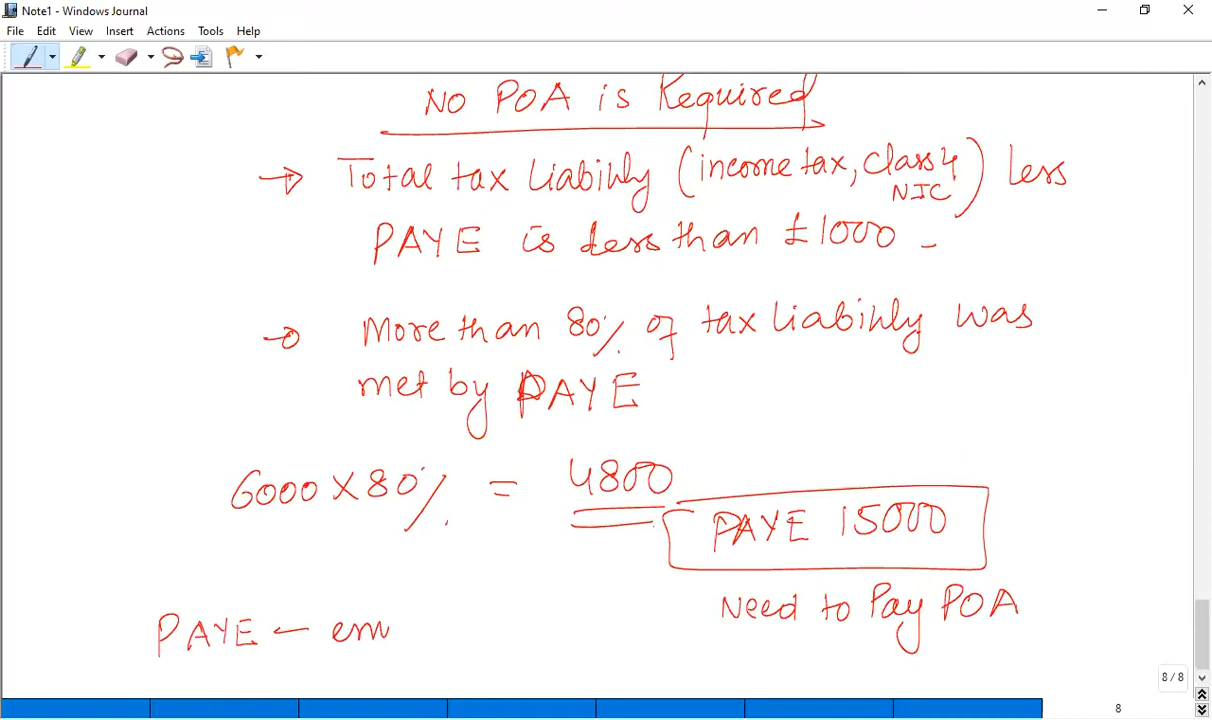 Note1 - Windows Journal
File Edit View Insert Actions Tools Help
NO POA is Required
→ Total tax liability (income tax, class 4 NIC) less
PAYE is less than £1000 -
→ More than 80% of tax liability was
met by PAYE
6000 X 80% = 4800
PAYE 15000
Need to Pay POA
PAYE - em
8 / 8
8